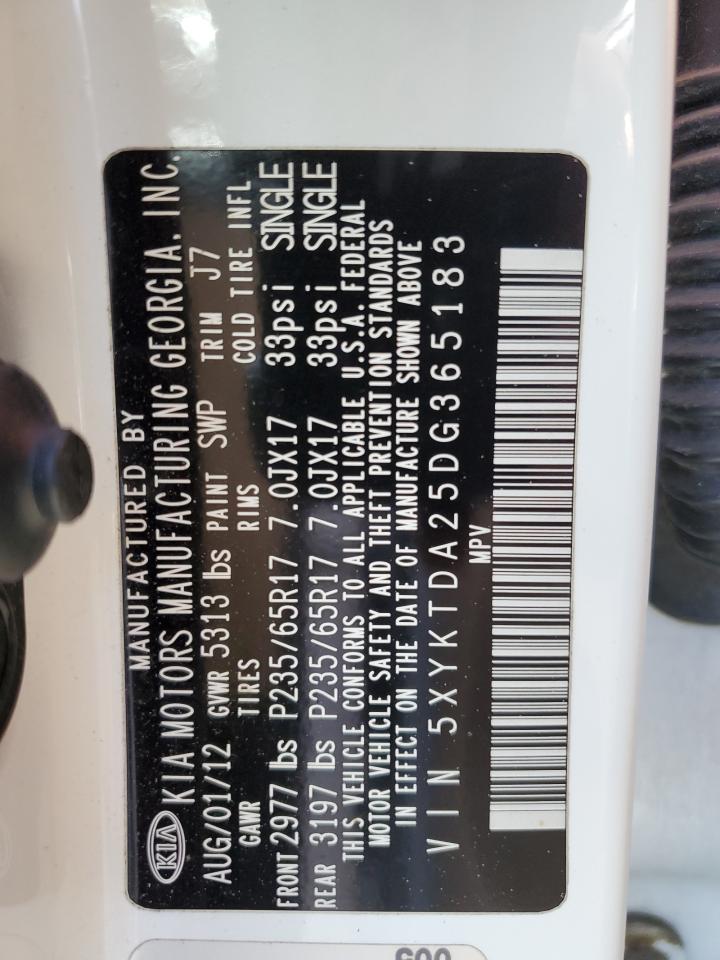 MANUFACTURED BY
KIA KIA MOTORS MANUFACTURING GEORGIA. INC.
AUG/01/12 GVWR 5313 lbs PAINT SWP TRIM J7
GAWR TIRES RIMS COLD TIRE INFL
FRONT 2977 lbs P235/65R17 7.0JX17 33psi SINGLE
REAR 3197 lbs P235/65R17 7.0JX17 33psi SINGLE
THIS VEHICLE CONFORMS TO ALL APPLICABLE U.S.A. FEDERAL
MOTOR VEHICLE SAFETY AND THEFT PREVENTION STANDARDS
IN EFFECT ON THE DATE OF MANUFACTURE SHOWN ABOVE
VIN 5XYKTDA25DG365183
MPV